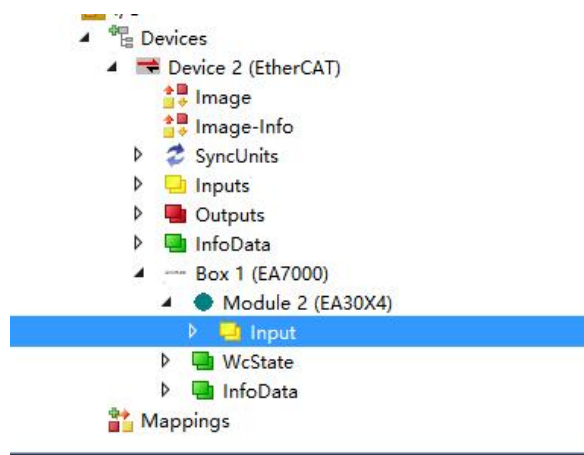 Devices
Device 2 (EtherCAT)
Image
Image-Info
SyncUnits
Inputs
Outputs
InfoData
Box 1 (EA7000)
Module 2 (EA30X4)
Input
WcState
InfoData
Mappings